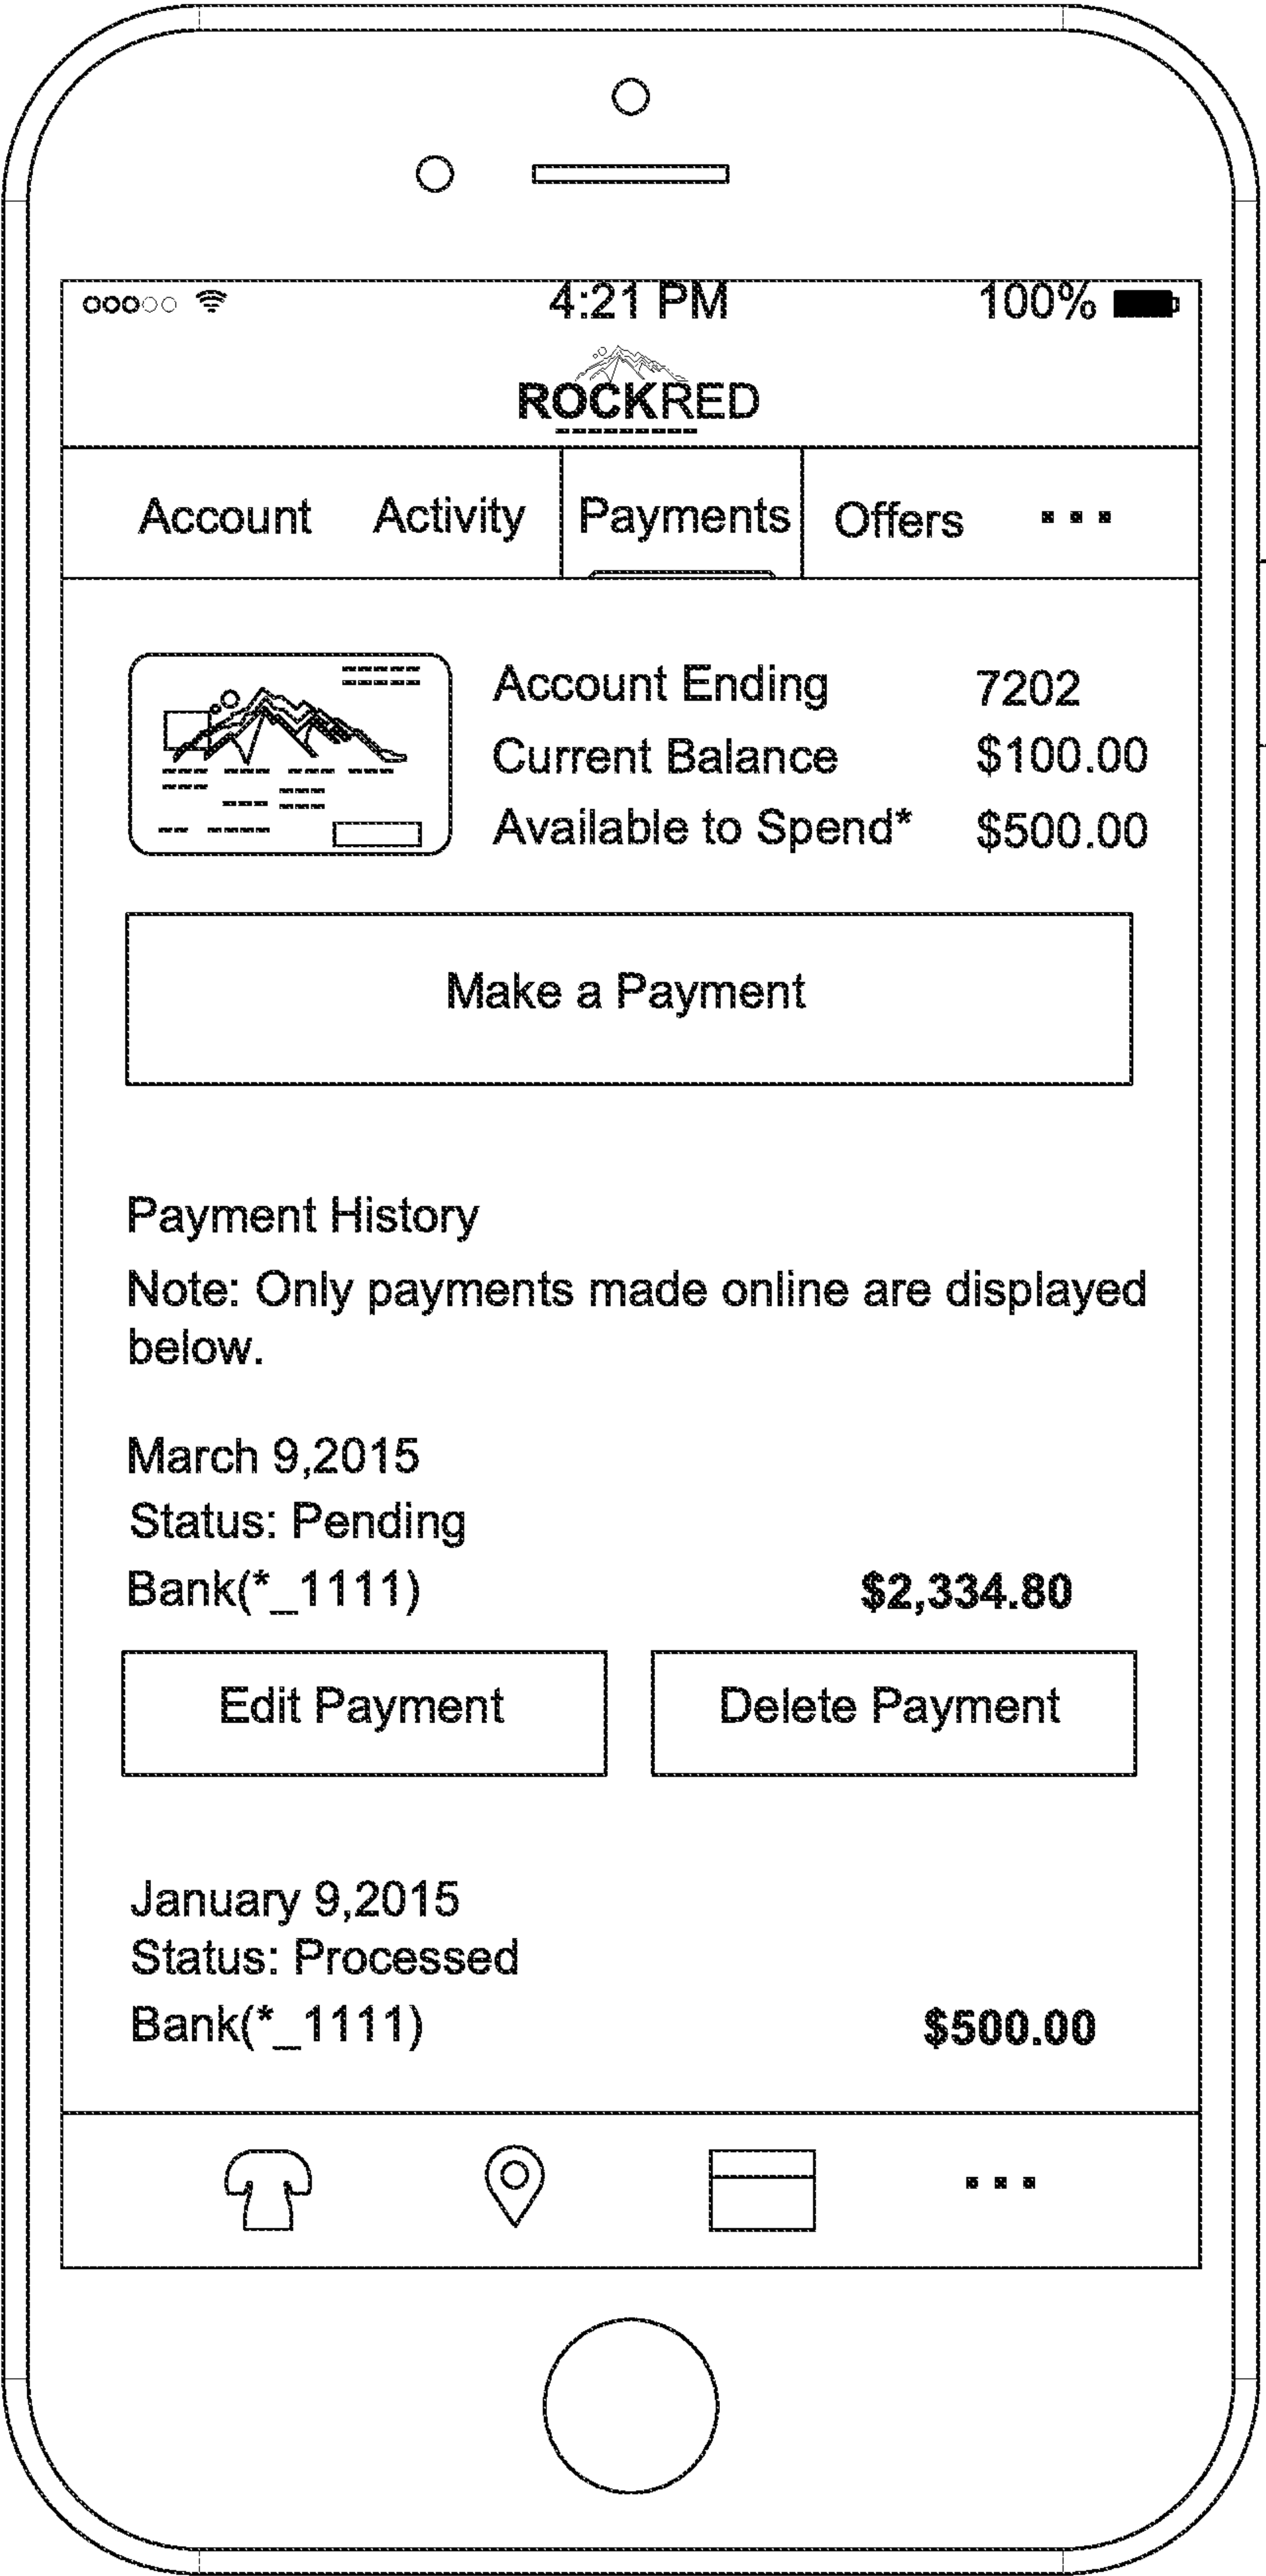 4:21 PM 100%
ROCKRED
Account Activity Payments Offers ...
Account Ending 7202
Current Balance $100.00
Available to Spend* $500.00
Make a Payment
Payment History
Note: Only payments made online are displayed
below.
March 9,2015
Status: Pending
Bank(*_1111) $2,334.80
Edit Payment Delete Payment
January 9,2015
Status: Processed
Bank(*_1111) $500.00
...